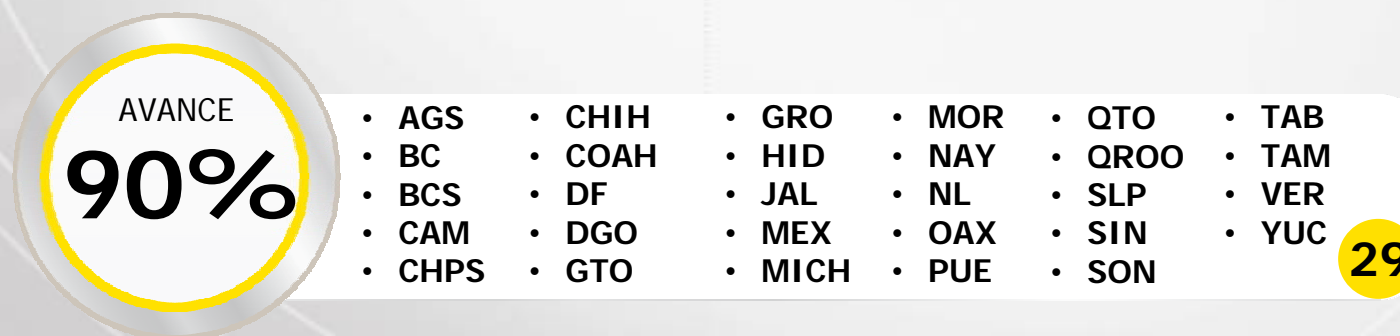 AVANCE
90%
• AGS
• BC
• BCS
• CAM
• CHPS
• CHIH
• COAH
• DF
• DGO
• GTO
• GRO
• HID
• JAL
• MEX
• MICH
• MOR
• NAY
• NL
• OAX
• PUE
• QTO
• QROO
• SLP
• SIN
• SON
• TAB
• TAM
• VER
• YUC
29